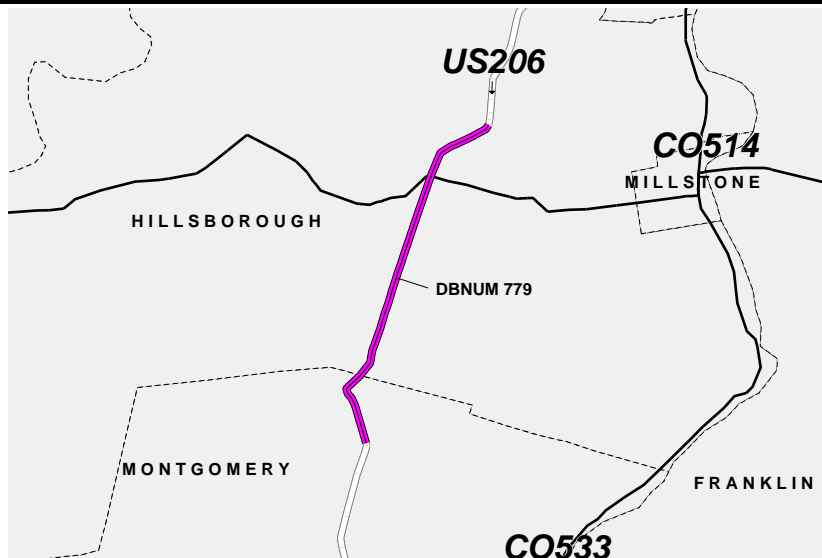 US206
CO514
MILLSTONE
HILLSBOROUGH
DBNUM 779
MONTGOMERY
FRANKLIN
CO533